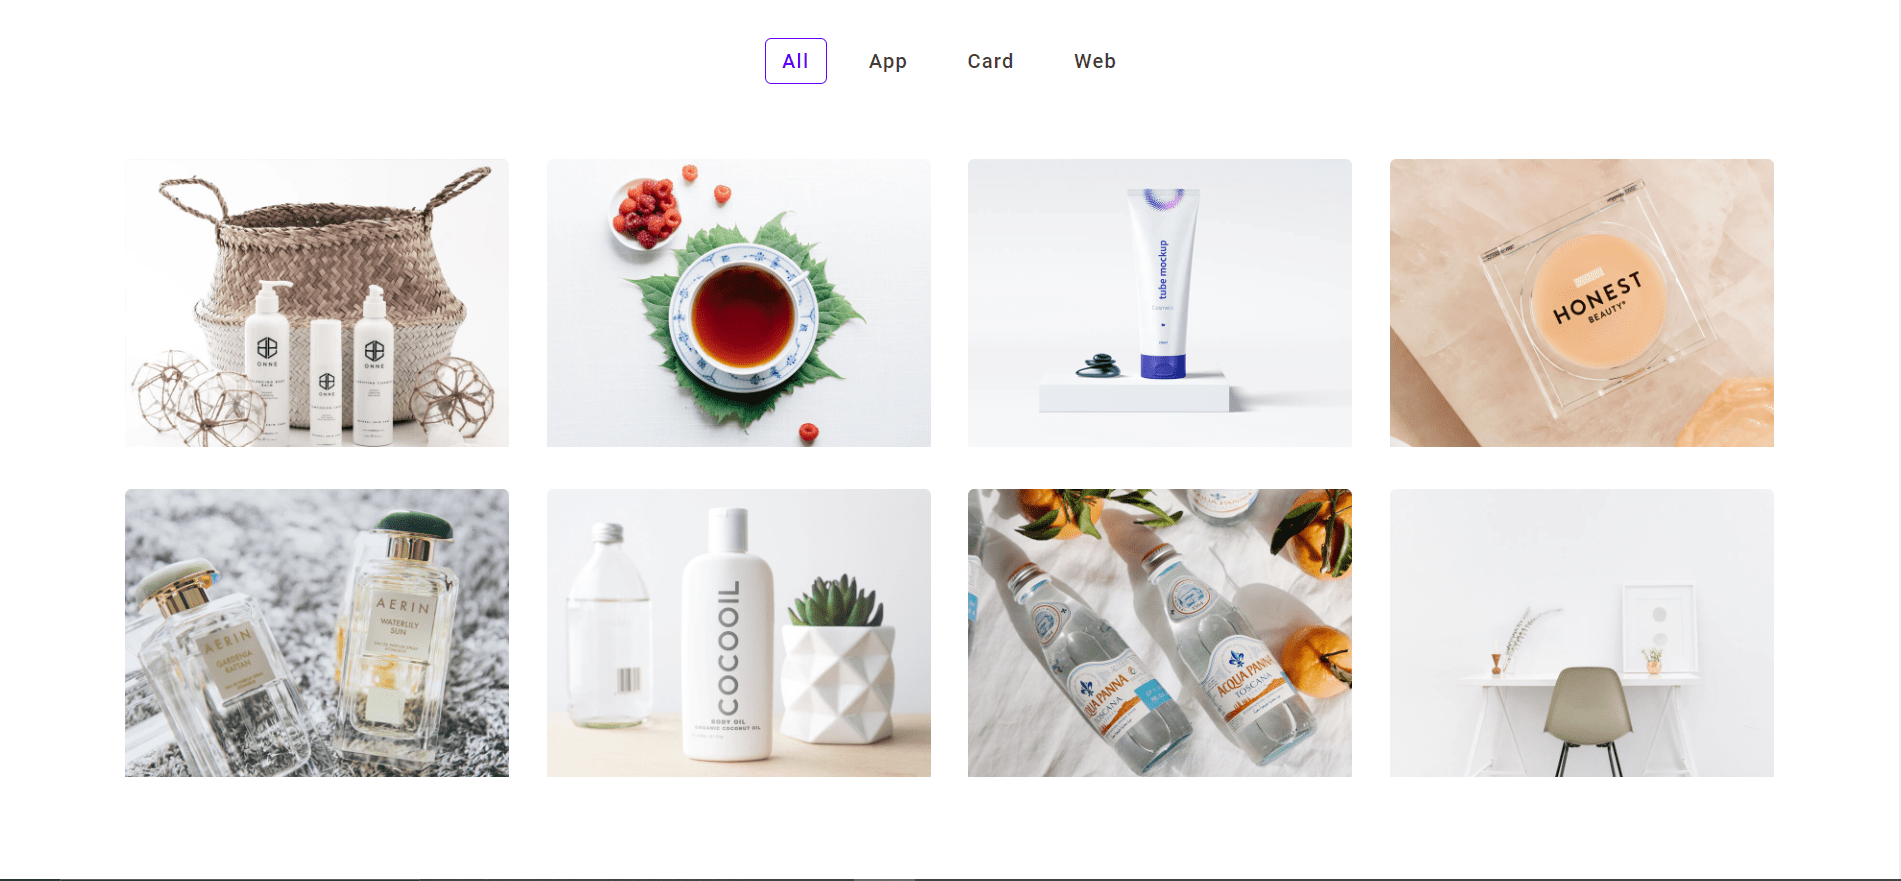 All
App
Card
Web
ONNE
ONNE
ONNE
tube mockup
Cosmetic
HONEST
BEAUTY
AERIN
GARDENIA
RATTAN
AERIN
WATERLILY
SUN
COCOOIL
BODY OIL
ORGANIC COCONUT OIL
ACQUA PANNA
TOSCANA
ACQUA PANNA
TOSCANA